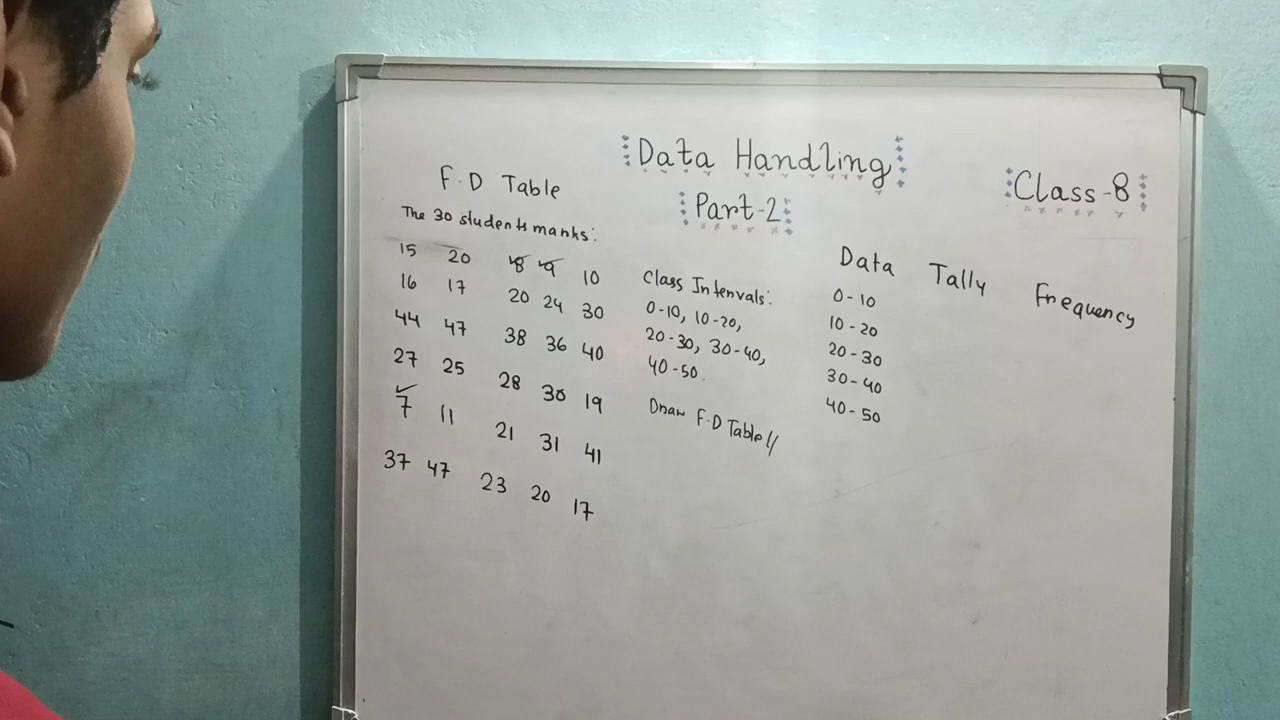 Data Handling
Part-2
Class-8
F.D Table
The 30 students marks:
15 20 8 9 10
16 17 20 24 30
44 47 38 36 40
27 25 28 30 19
7 11 21 31 41
37 47 23 20 17
Class Intervals:
0-10, 10-20,
20-30, 30-40,
40-50.
Draw F.D Table//
Data Tally Frequency
0-10
10-20
20-30
30-40
40-50